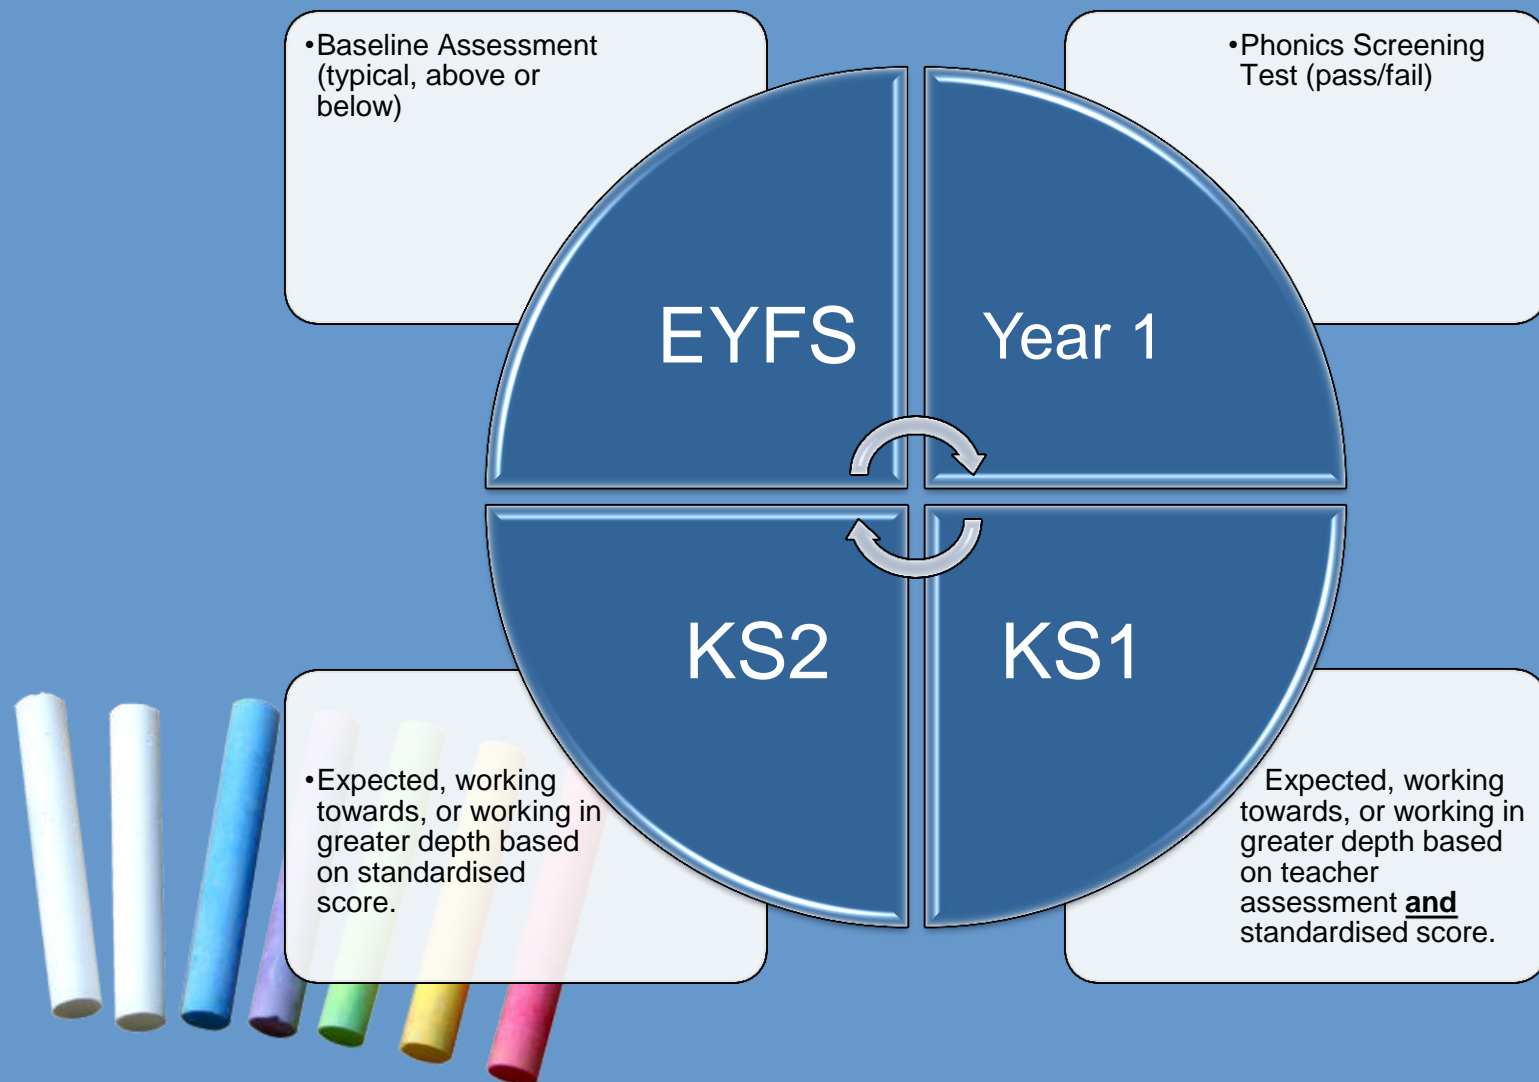 •Baseline Assessment
(typical, above or
below)
•Phonics Screening
Test (pass/fail)
EYFS
Year 1
KS2
KS1
•Expected, working
towards, or working in
greater depth based
on standardised
score.
Expected, working
towards, or working in
greater depth based
on teacher
assessment and
standardised score.